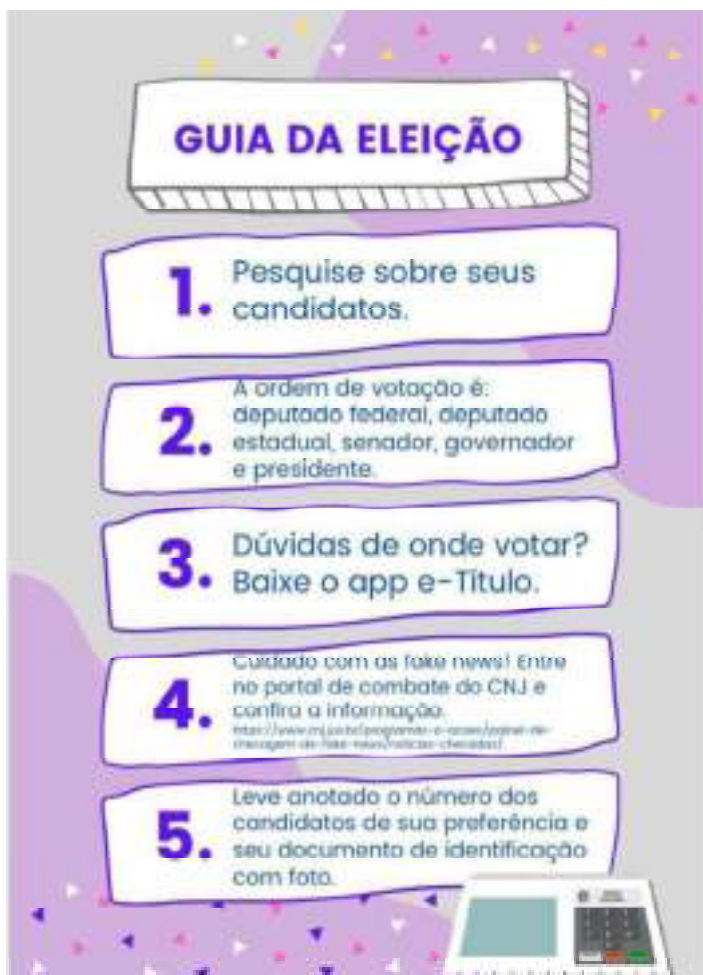 GUIA DA ELEIÇÃO
1. Pesquise sobre seus
candidatos.
2. A ordem de votação é:
deputado federal, deputado
estadual, senador, governador
e presidente.
3. Dúvidas de onde votar?
Baixe o app e-Título.
4. Cuidado com as fake news! Entre
no portal de combate do CNJ e
confira a informação.
5. Leve anotado o número dos
candidatos de sua preferência e
seu documento de identificação
com foto.